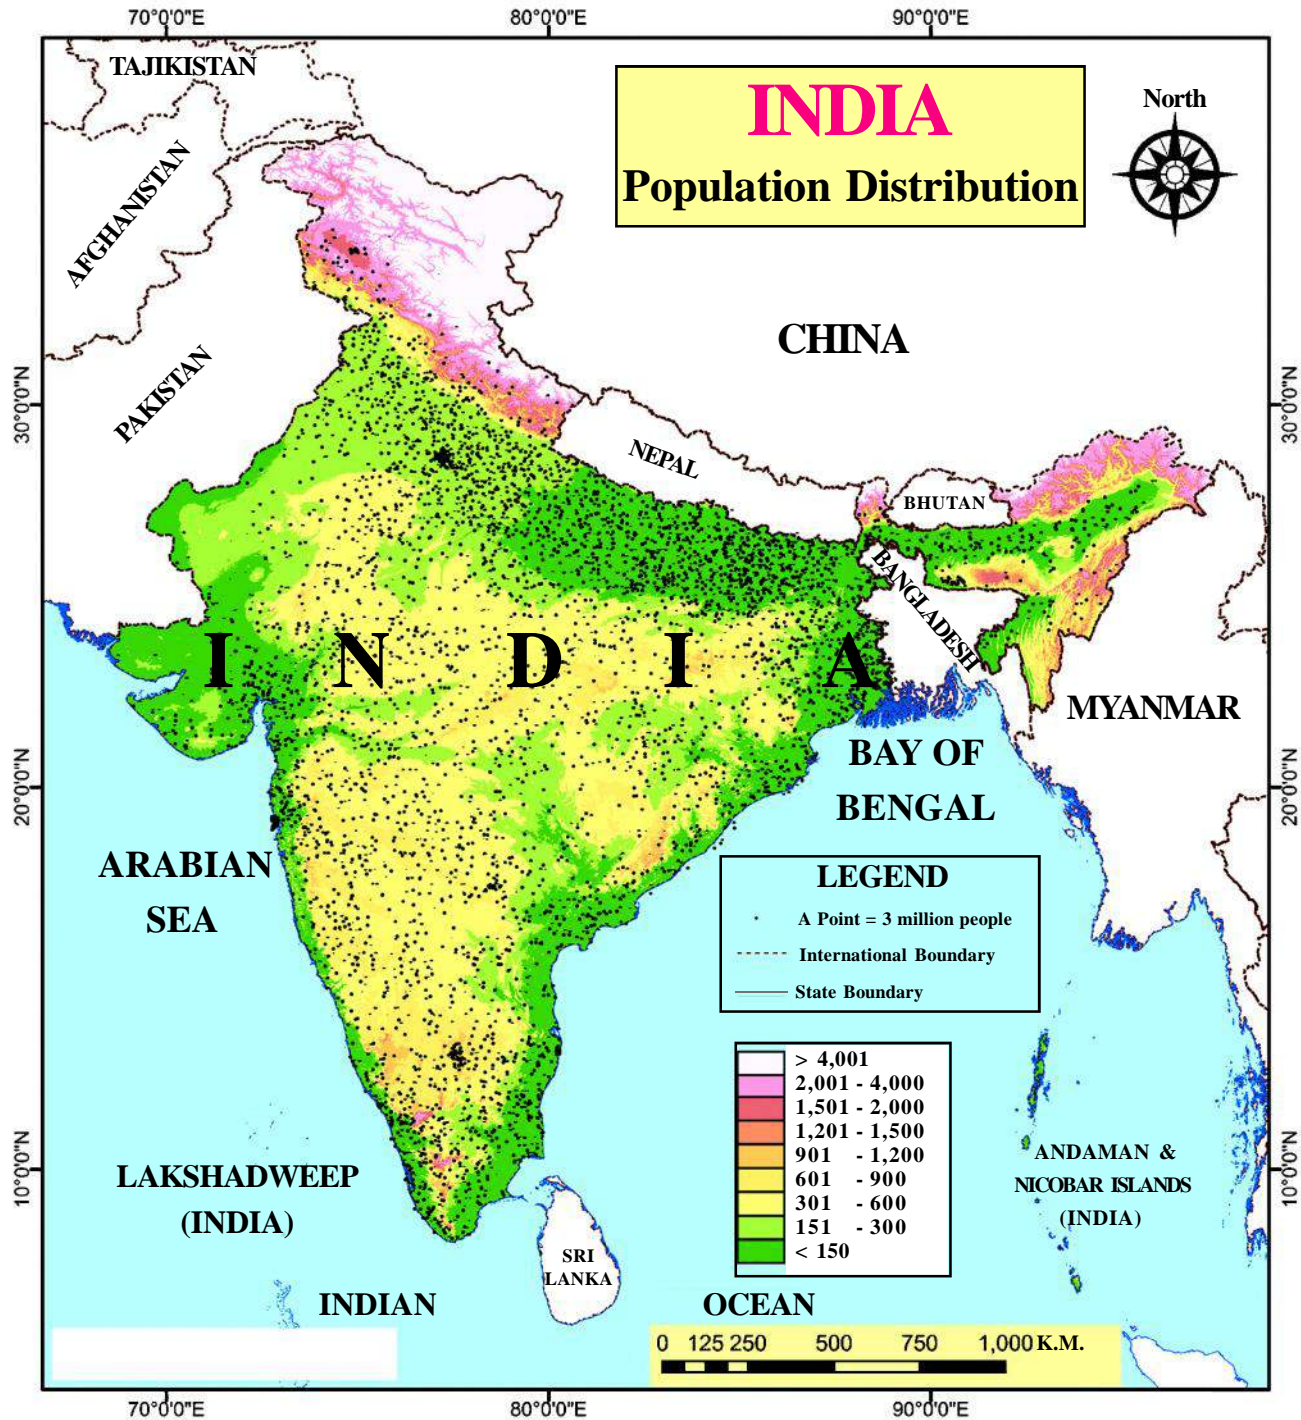 70°0'0"E
80°0'0"E
90°0'0"E
TAJIKISTAN
INDIA
Population Distribution
North
AFGHANISTAN
CHINA
PAKISTAN
30°0'0"N
30°0'0"N
NEPAL
BHUTAN
BANGLADESH
I N D I A
MYANMAR
BAY OF
BENGAL
20°0'0"N
20°0'0"N
ARABIAN
SEA
LEGEND
A Point = 3 million people
International Boundary
State Boundary
> 4,001
2,001 - 4,000
1,501 - 2,000
1,201 - 1,500
901 - 1,200
601 - 900
301 - 600
151 - 300
< 150
10°0'0"N
10°0'0"N
LAKSHADWEEP
(INDIA)
ANDAMAN &
NICOBAR ISLANDS
(INDIA)
SRI
LANKA
INDIAN OCEAN
0 125 250 500 750 1,000 K.M.
70°0'0"E
80°0'0"E
90°0'0"E